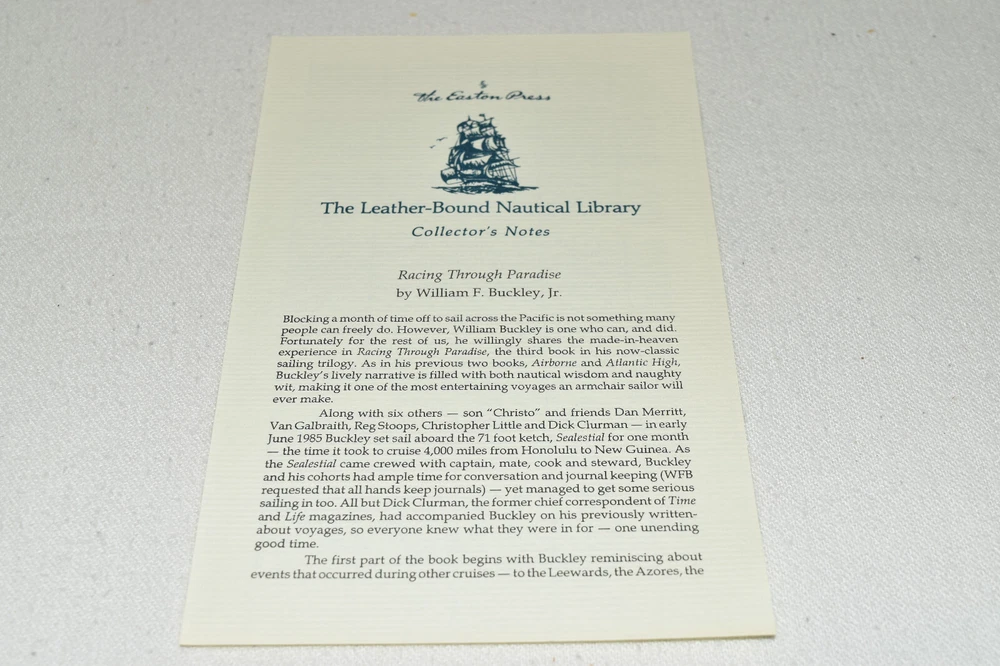 The Easton Press
The Leather-Bound Nautical Library
Collector's Notes
Racing Through Paradise
by William F. Buckley, Jr.
Blocking a month of time off to sail across the Pacific is not something many
people can freely do. However, William Buckley is one who can, and did.
Fortunately for the rest of us, he willingly shares the made-in-heaven
experience in Racing Through Paradise, the third book in his now-classic
sailing trilogy. As in his previous two books, Airborne and Atlantic High,
Buckley's lively narrative is filled with both nautical wisdom and naughty
wit, making it one of the most entertaining voyages an armchair sailor will
ever make.
Along with six others — son “Christo” and friends Dan Merritt,
Van Galbraith, Reg Stoops, Christopher Little and Dick Clurman — in early
June 1985 Buckley set sail aboard the 71 foot ketch, Sealestial for one month
— the time it took to cruise 4,000 miles from Honolulu to New Guinea. As
the Sealestial came crewed with captain, mate, cook and steward, Buckley
and his cohorts had ample time for conversation and journal keeping (WFB
requested that all hands keep journals) — yet managed to get some serious
sailing in too. All but Dick Clurman, the former chief correspondent of Time
and Life magazines, had accompanied Buckley on his previously written-
about voyages, so everyone knew what they were in for — one unending
good time.
The first part of the book begins with Buckley reminiscing about
events that occurred during other cruises — to the Leewards, the Azores, the